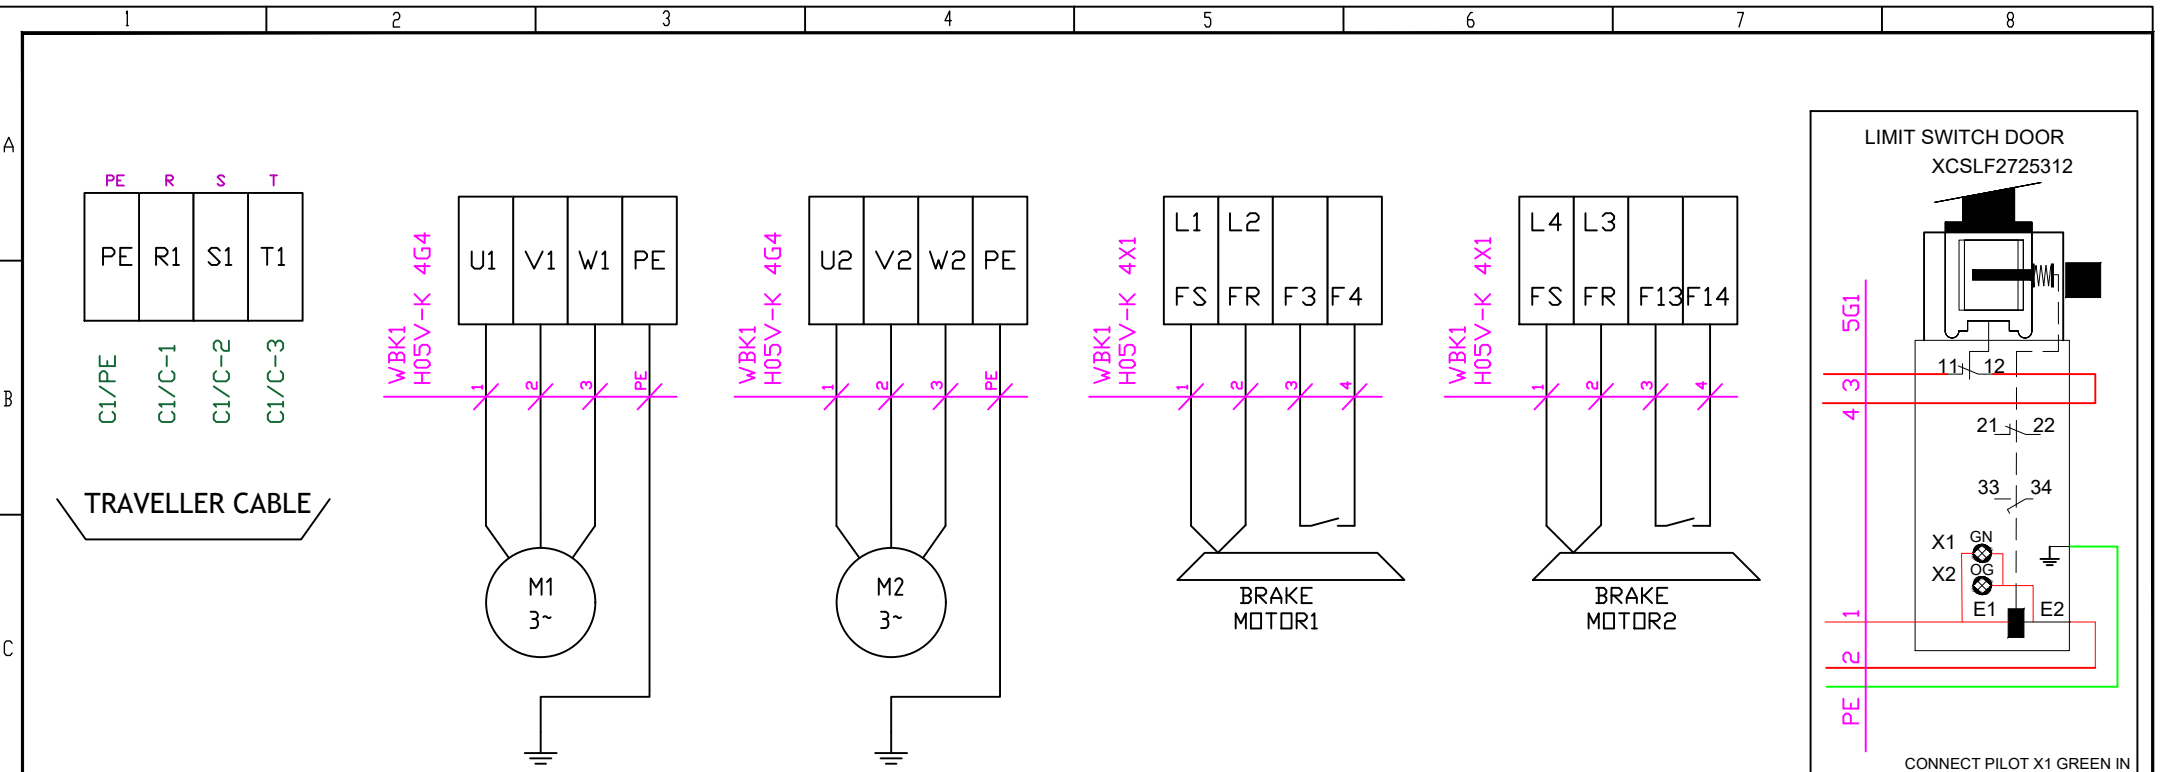 1 2 3 4 5 6 7 8
A
B
C
PE R S T
PE R1 S1 T1
C1/PE C1/C-1 C1/C-2 C1/C-3
TRAVELLER CABLE
WBK1
H05V-K 4G4
U1 V1 W1 PE
1 2 3 PE
M1
3~
WBK1
H05V-K 4G4
U2 V2 W2 PE
1 2 3 PE
M2
3~
WBK1
H05V-K 4X1
L1 L2
FS FR F3 F4
1 2 3 4
BRAKE
MOTOR1
WBK1
H05V-K 4X1
L4 L3
FS FR F13 F14
1 2 3 4
BRAKE
MOTOR2
LIMIT SWITCH DOOR
XCSLF2725312
5G1
3
4
1
2
PE
11 12
21 22
33 34
X1 GN
X2 OG
E1 E2
CONNECT PILOT X1 GREEN IN